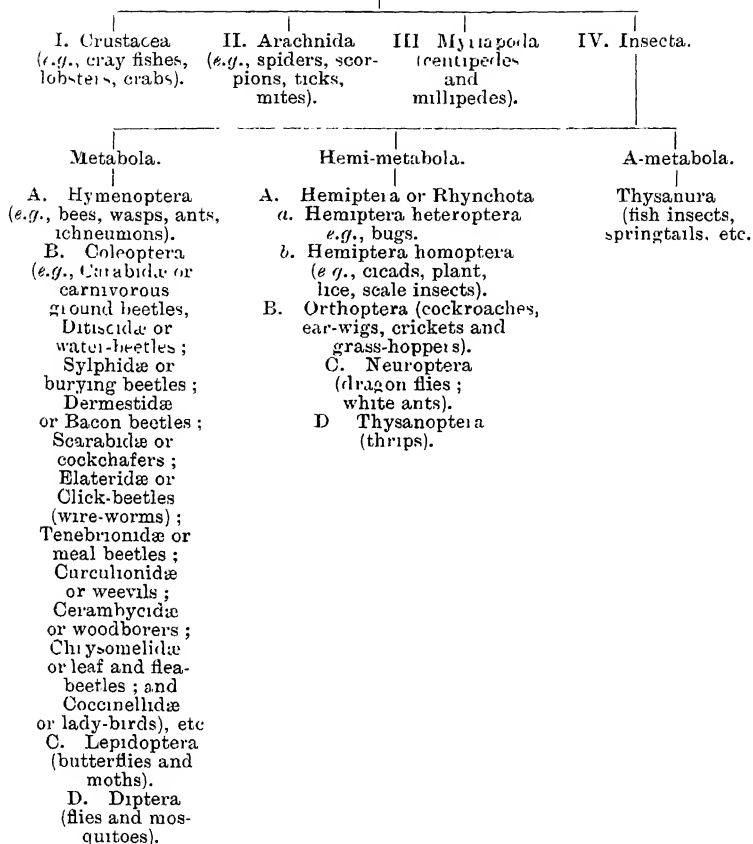 I. Crustacea
(e.g., cray fishes,
lobsters, crabs).
II. Arachnida
(e.g., spiders, scor-
pions, ticks,
mites).
III Myriapoda
(centipedes
and
millipedes).
IV. Insecta.
Metabola.
A. Hymenoptera
(e.g., bees, wasps, ants,
ichneumons).
B. Coleoptera
(e.g., Carabidæ or
carnivorous
ground beetles,
Ditiscidæ or
water-beetles ;
Sylphidæ or
burying beetles ;
Dermestidæ
or Bacon beetles ;
Scarabidæ or
cockchafers ;
Elateridæ or
Click-beetles
(wire-worms) ;
Tenebrionidæ or
meal beetles ;
Curculionidæ
or weevils ;
Cerambycidæ
or woodborers ;
Chrysomelidæ
or leaf and flea-
beetles ; and
Coccinellidæ
or lady-birds), etc
C. Lepidoptera
(butterflies and
moths).
D. Diptera
(flies and mos-
quitoes).
Hemi-metabola.
A. Hemiptera or Rhynchota
a. Hemiptera heteroptera
e.g., bugs.
b. Hemiptera homoptera
(e g., cicads, plant,
lice, scale insects).
B. Orthoptera (cockroaches,
ear-wigs, crickets and
grass-hoppers).
C. Neuroptera
(dragon flies ;
white ants).
D Thysanoptera
(thrips).
A-metabola.
Thysanura
(fish insects,
springtails. etc.